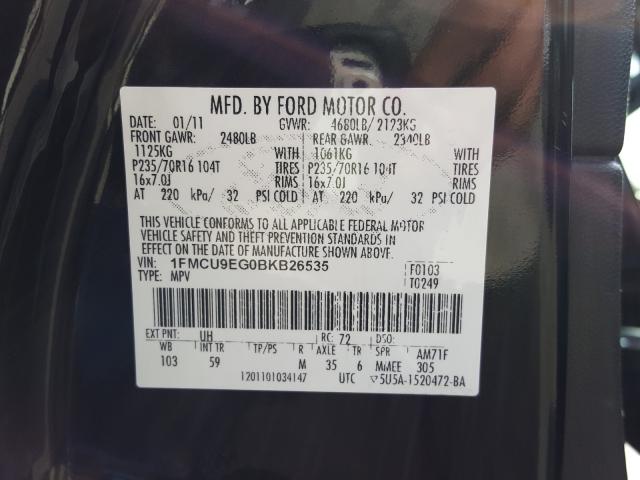 MFD. BY FORD MOTOR CO.
DATE: 01/11 GVWR: 4680LB/ 2123KG
FRONT GAWR: 2480LB REAR GAWR: 2340LB
1125KG WITH 1061KG WITH
P235/70R16 104T TIRES P235/70R16 104T TIRES
16x7.0J RIMS 16x7.0J RIMS
AT 220 kPa/ 32 PSI COLD AT 220 kPa/ 32 PSI COLD
THIS VEHICLE CONFORMS TO ALL APPLICABLE FEDERAL MOTOR
VEHICLE SAFETY AND THEFT PREVENTION STANDARDS IN
EFFECT ON THE DATE OF MANUFACTURE SHOWN ABOVE.
VIN: 1FMCU9EG0BKB26535 F0103
TYPE: MPV T0249
EXT PNT: UH RC: 72 DSO:
WB INT TR TP/PS R AXLE TR SPR AM71F
103 59 M 35 6 MMEE 305
1201101034147 UTC ▽5U5A-1520472-BA